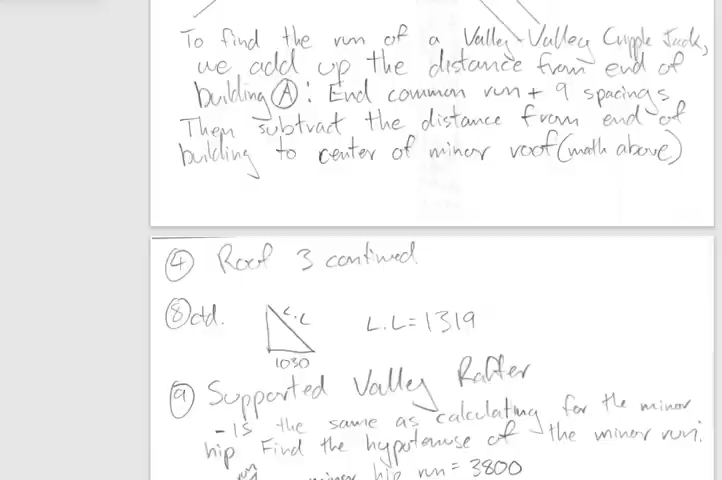 To find the run of a Valley-Valley Cripple Jack,
we add up the distance from end of
building Ⓐ: End common run + 9 spacings
Then subtract the distance from end of
building to center of minor roof (math above)
④ Roof 3 continued
⑧ctd. L.L L.L = 1319
1030
⑨ Supported Valley Rafter
- Is the same as calculating for the minor
hip Find the hypotenuse of the minor run.
run minor hip run = 3800